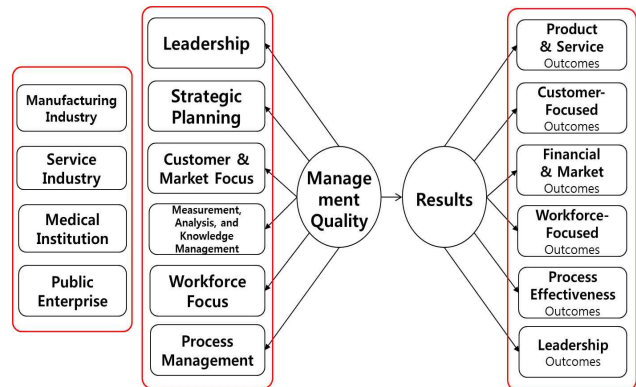 Manufacturing
Industry
Service
Industry
Medical
Institution
Public
Enterprise
Leadership
Strategic
Planning
Customer &
Market Focus
Measurement,
Analysis, and
Knowledge
Management
Workforce
Focus
Process
Management
Manage
ment
Quality
Results
Product
& Service
Outcomes
Customer-
Focused
Outcomes
Financial
& Market
Outcomes
Workforce-
Focused
Outcomes
Process
Effectiveness
Outcomes
Leadership
Outcomes